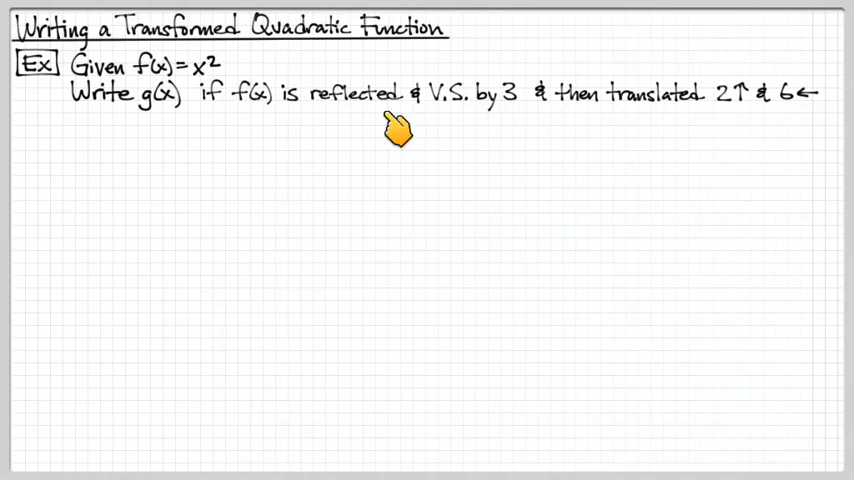 Writing a Transformed Quadratic Function
Ex Given f(x) = x²
Write g(x) if f(x) is reflected & V.S. by 3 & then translated 2↑ & 6←